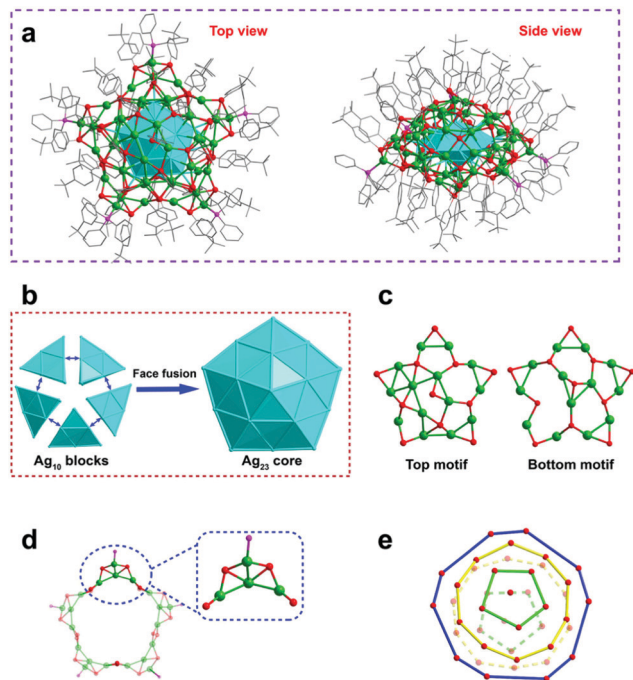 a
Top view
Side view
b
Face fusion
Ag₁₀ blocks
Ag₂₃ core
c
Top motif
Bottom motif
d
e